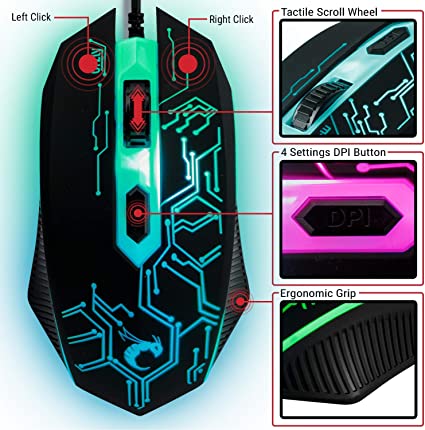 Left Click
Right Click
Tactile Scroll Wheel
4 Settings DPI Button
DPI
Ergonomic Grip